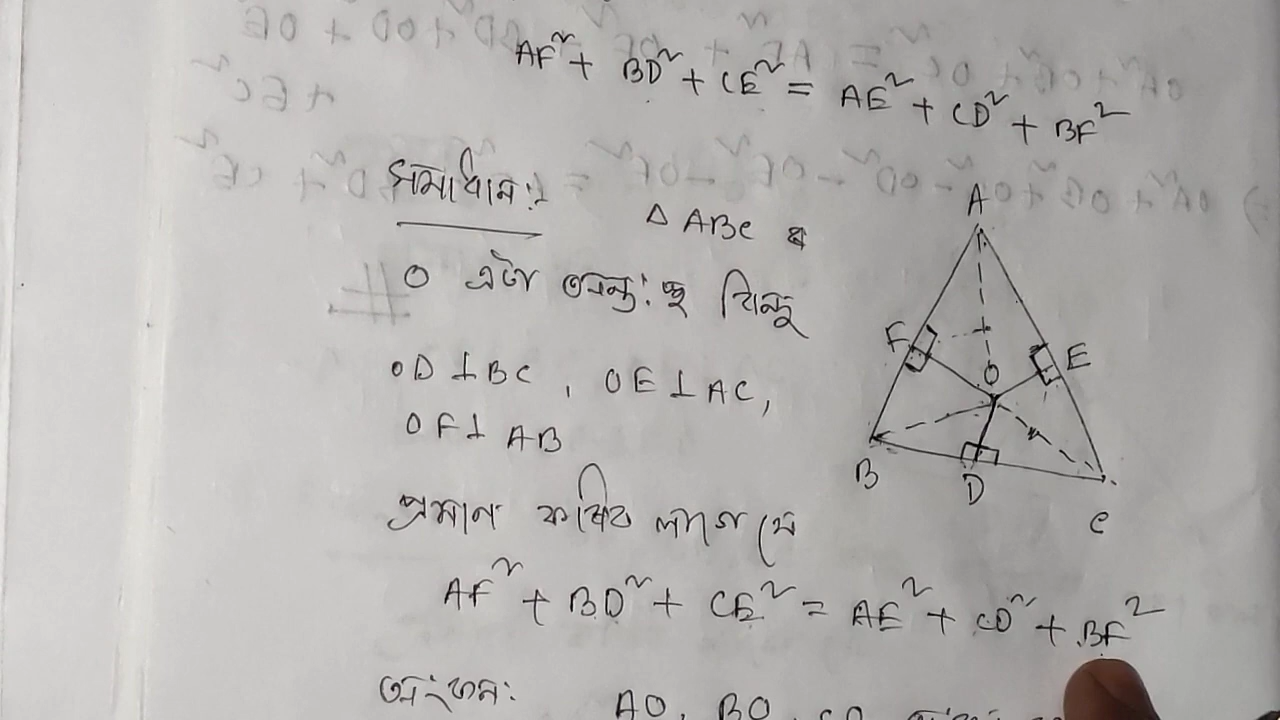 AF² + BD² + CE² = AE² + CD² + BF²
সমাধান:
△ ABC ৰ
O এটা অন্তঃস্থ বিন্দু
OD⊥BC, OE⊥AC,
OF⊥ AB
প্ৰমাণ কৰিব লাগে যে
AF² + BD² + CE² = AE² + CD² + BF²
অংকন: AO, BO, CO
A
F
E
O
B
D
C